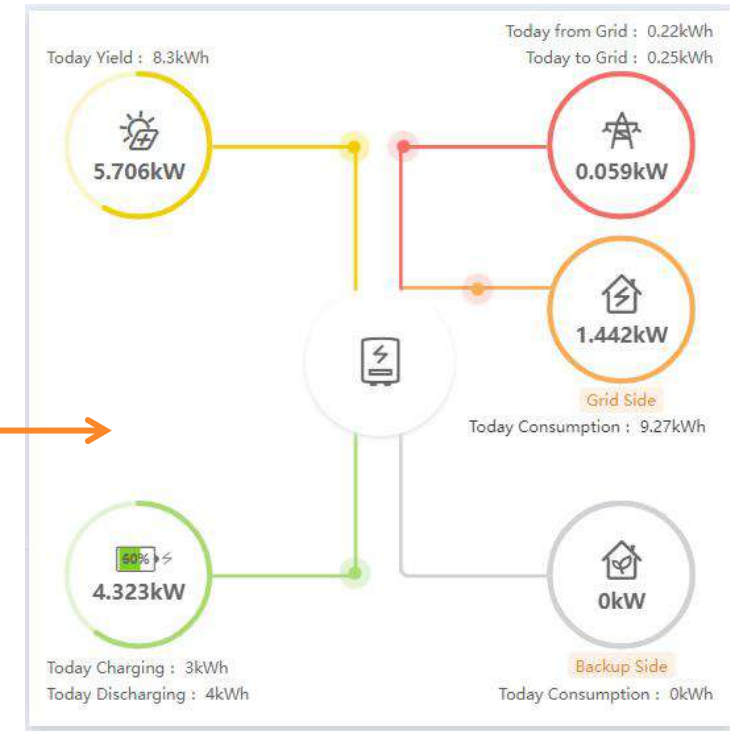 Today from Grid : 0.22kWh
Today Yield : 8.3kWh
Today to Grid : 0.25kWh
5.706kW
0.059kW
1.442kW
Grid Side
Today Consumption : 9.27kWh
60%
4.323kW
0kW
Today Charging : 3kWh
Backup Side
Today Discharging : 4kWh
Today Consumption : 0kWh